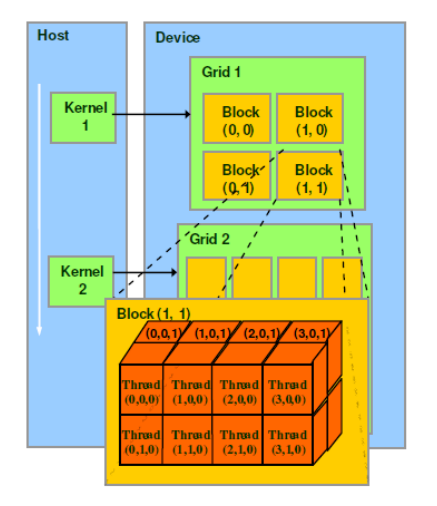 Host
Device
Grid 1
Kernel
1
Block
(0, 0)
Block
(1, 0)
Block
(0, 1)
Block
(1, 1)
Grid 2
Kernel
2
Block (1, 1)
(0,0,1) (1,0,1) (2,0,1) (3,0,1)
Thread Thread Thread Thread
(0,0,0) (1,0,0) (2,0,0) (3,0,0)
Thread Thread Thread Thread
(0,1,0) (1,1,0) (2,1,0) (3,1,0)